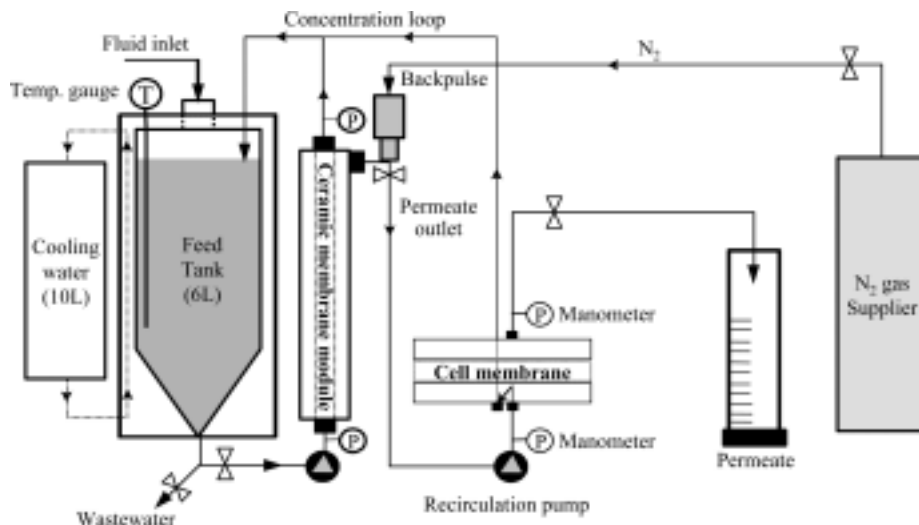 Concentration loop
Fluid inlet
N₂
Temp. gauge
T
Backpulse
P
Ceramic membrane module
Permeate
outlet
Cooling
water
(10L)
Feed
Tank
(6L)
N₂ gas
Supplier
P Manometer
Cell membrane
P
P Manometer
Permeate
Recirculation pump
Wastewater